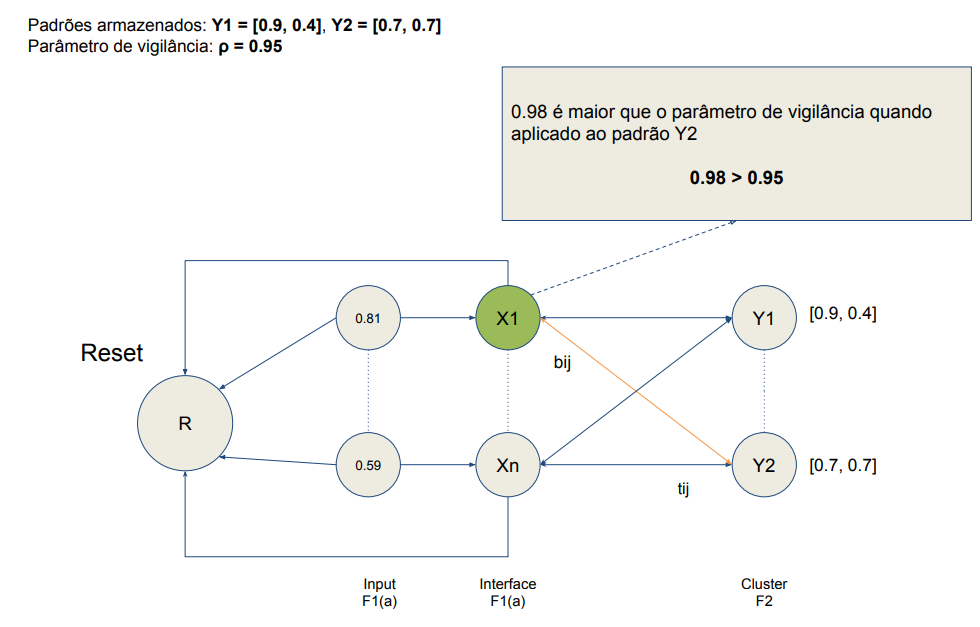 Padrões armazenados: Y1 = [0.9, 0.4], Y2 = [0.7, 0.7]
Parâmetro de vigilância: ρ = 0.95
0.98 é maior que o parâmetro de vigilância quando
aplicado ao padrão Y2
0.98 > 0.95
0.81
X1
Y1
[0.9, 0.4]
Reset
bij
R
0.59
Xn
Y2
[0.7, 0.7]
tij
Input
F1(a)
Interface
F1(a)
Cluster
F2